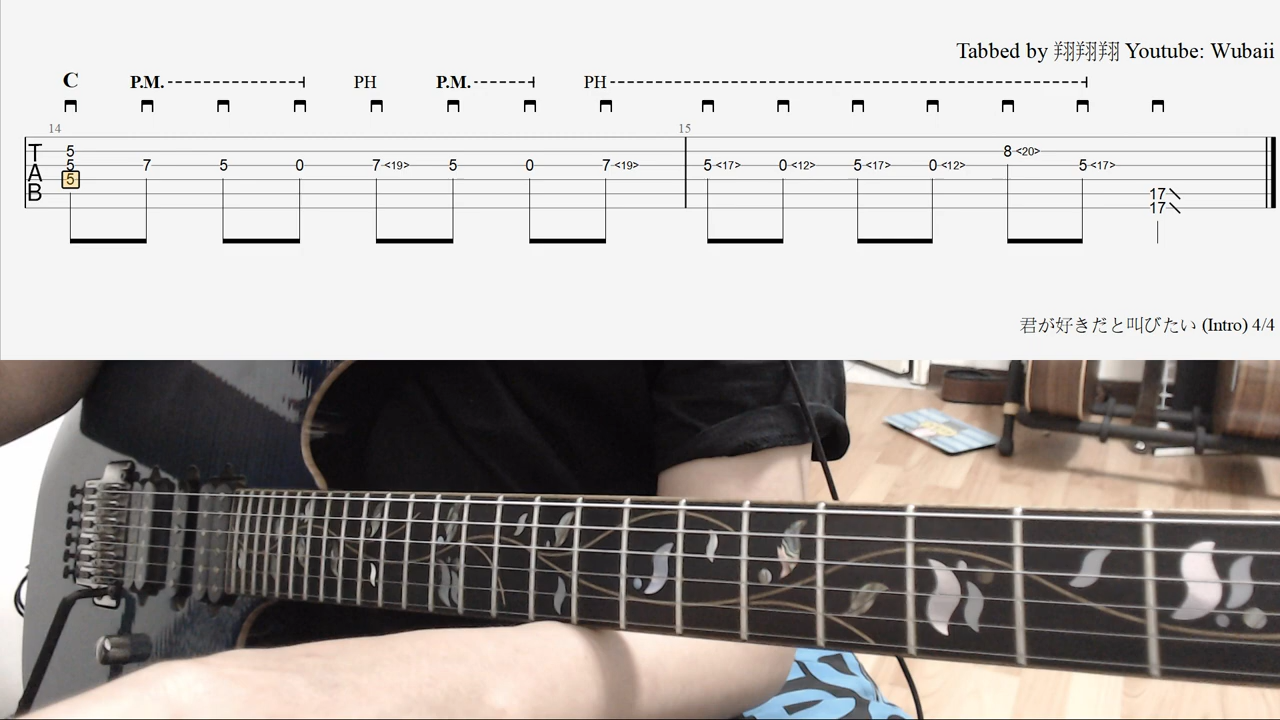 Tabbed by 翔翔翔 Youtube: Wubaii
C P.M. PH P.M. PH
14 15
T A B
5 8 <20>
5 7 5 0 7 <19> 5 0 7 <19> 5 <17> 0 <12> 5 <17> 0 <12> 5 <17>
5
17
17
君が好きだと叫びたい (Intro) 4/4